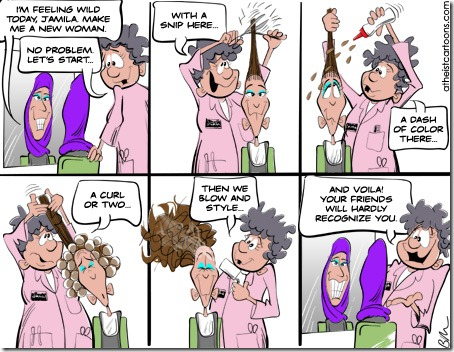 I'M FEELING WILD
TODAY, JAMILA. MAKE
ME A NEW WOMAN.
NO PROBLEM.
LET'S START...
WITH A
SNIP HERE...
A DASH
OF COLOR
THERE...
atheistcartoons.com
A CURL
OR TWO...
THEN WE
BLOW AND
STYLE...
AND VOILA!
YOUR FRIENDS
WILL HARDLY
RECOGNIZE YOU.